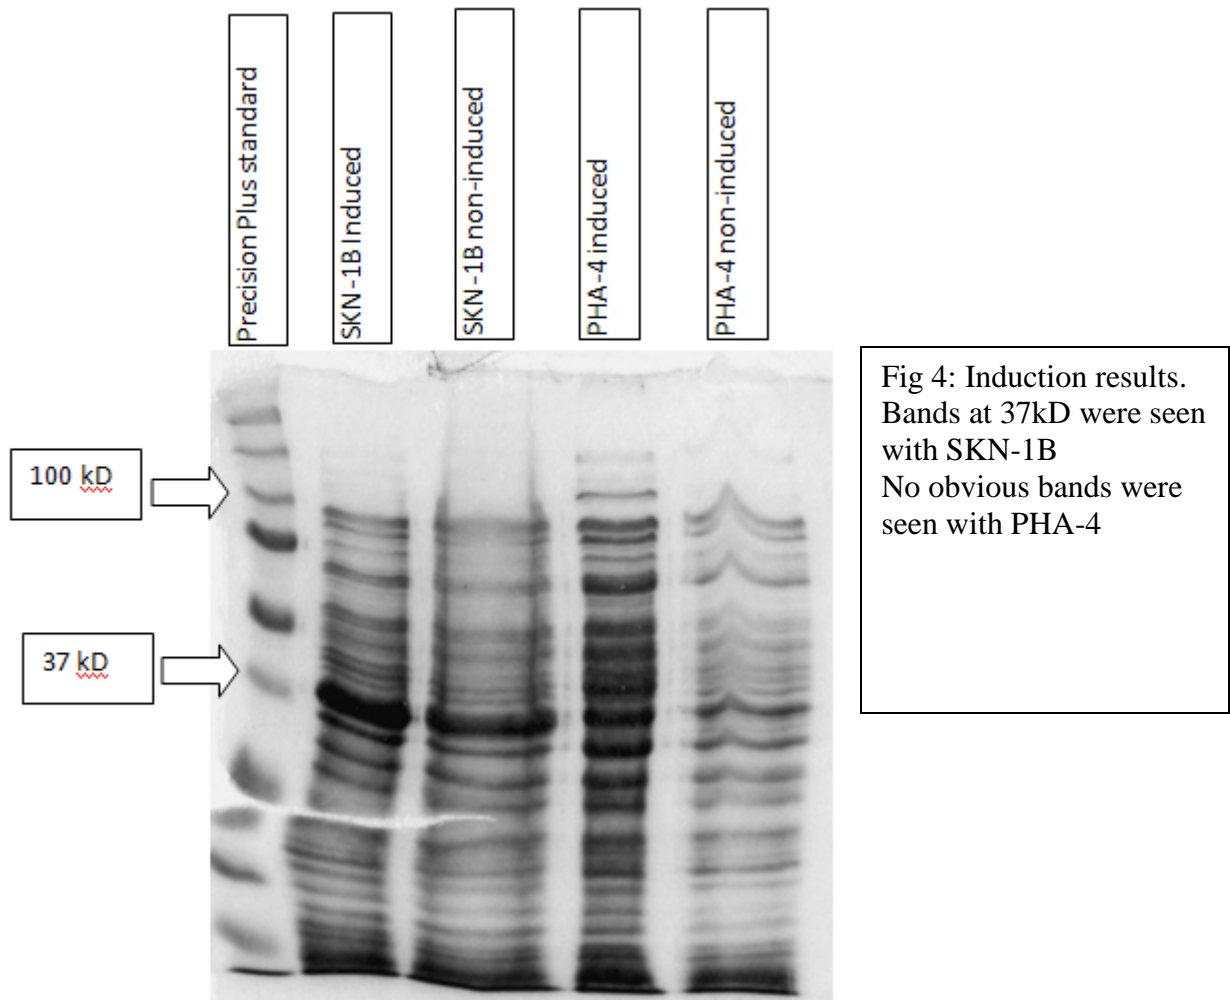 Precision Plus standard
SKN-1B Induced
SKN-1B non-induced
PHA-4 induced
PHA-4 non-induced
100 kD
37 kD
Fig 4: Induction results.
Bands at 37kD were seen
with SKN-1B
No obvious bands were
seen with PHA-4